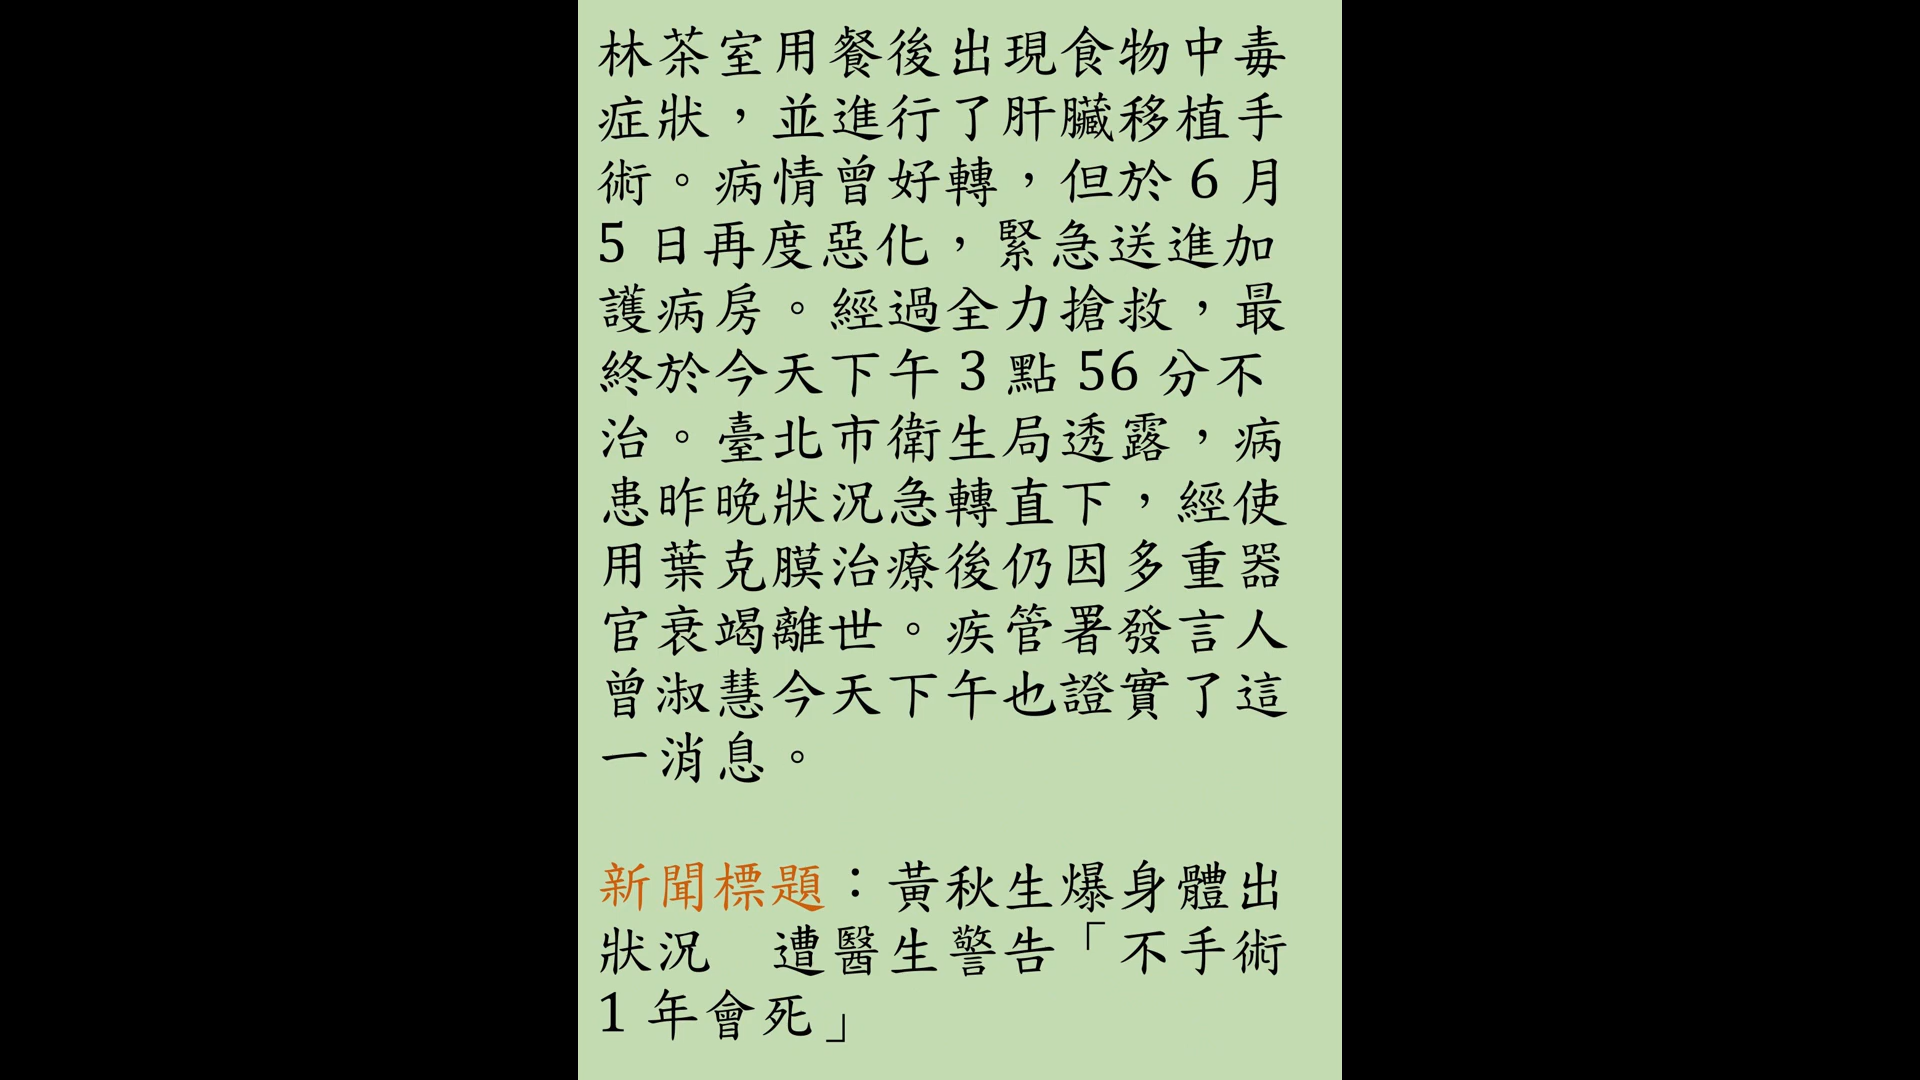 林茶室用餐後出現食物中毒
症狀，並進行了肝臟移植手
術。病情曾好轉，但於 6 月
5 日再度惡化，緊急送進加
護病房。經過全力搶救，最
終於今天下午 3 點 56 分不
治。臺北市衛生局透露，病
患昨晚狀況急轉直下，經使
用葉克膜治療後仍因多重器
官衰竭離世。疾管署發言人
曾淑慧今天下午也證實了這
一消息。
新聞標題：黃秋生爆身體出
狀況　遭醫生警告「不手術
1 年會死」